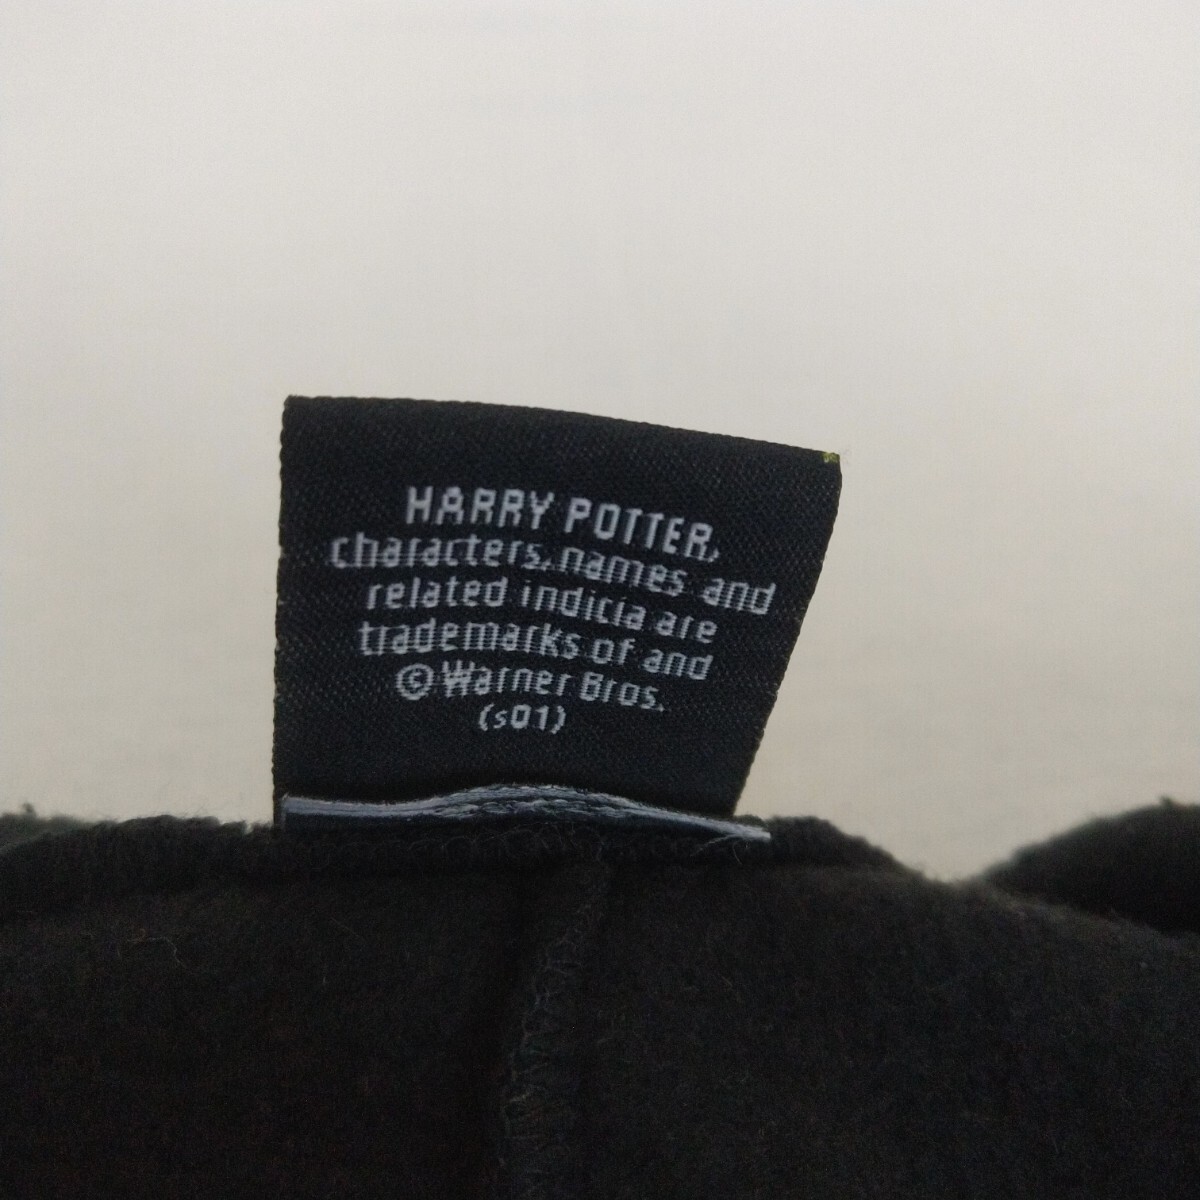 HARRY POTTER,
characters, names and
related indicia are
trademarks of and
© Warner Bros.
(s01)